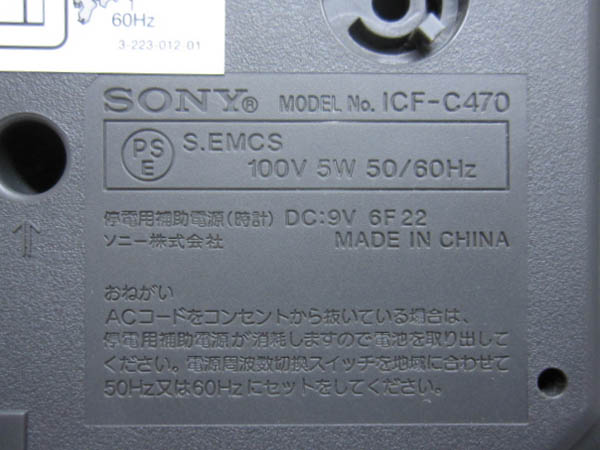 1
60Hz
3-223-012-01
SONY® MODEL No. ICF-C470
PS
E
S.EMCS
100V 5W 50/60Hz
停電用補助電源(時計) DC:9V 6F22
ソニー株式会社 MADE IN CHINA
↑
おねがい
ACコードをコンセントから抜いている場合は、
停電用補助電源が消耗しますので電池を取り出して
ください。電源周波数切換スイッチを地域に合わせて
50Hz又は60Hzにセットをしてください。